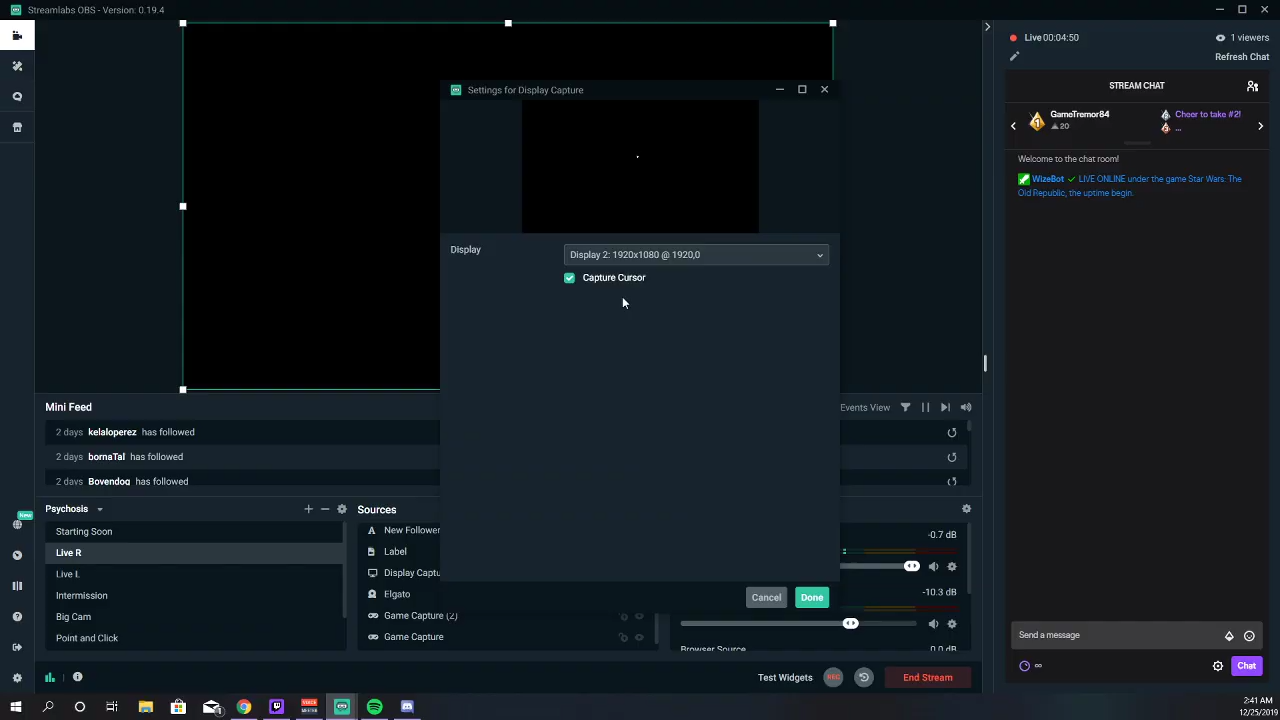 Streamlabs OBS - Version: 0.19.4
Live 00:04:50
1 viewers
Refresh Chat
STREAM CHAT
GameTremor84
20
Cheer to take #2!
...
Welcome to the chat room!
WizeBot LIVE ONLINE under the game Star Wars: The
Old Republic, the uptime begin.
Settings for Display Capture
Display
Display 2: 1920x1080 @ 1920,0
Capture Cursor
Cancel
Done
Mini Feed
Events View
2 days kelaloperez has followed
2 days bornaTal has followed
2 days Bovendog has followed
New
Psychosis
Starting Soon
Live R
Live L
Intermission
Big Cam
Point and Click
Sources
New Follower
Label
Display Captu
Elgato
Game Capture (2)
Game Capture
-0.7 dB
-10.3 dB
Browser Source
0.0 dB
Send a message
∞
Chat
Test Widgets
REC
End Stream
2:41 AM
12/25/2019